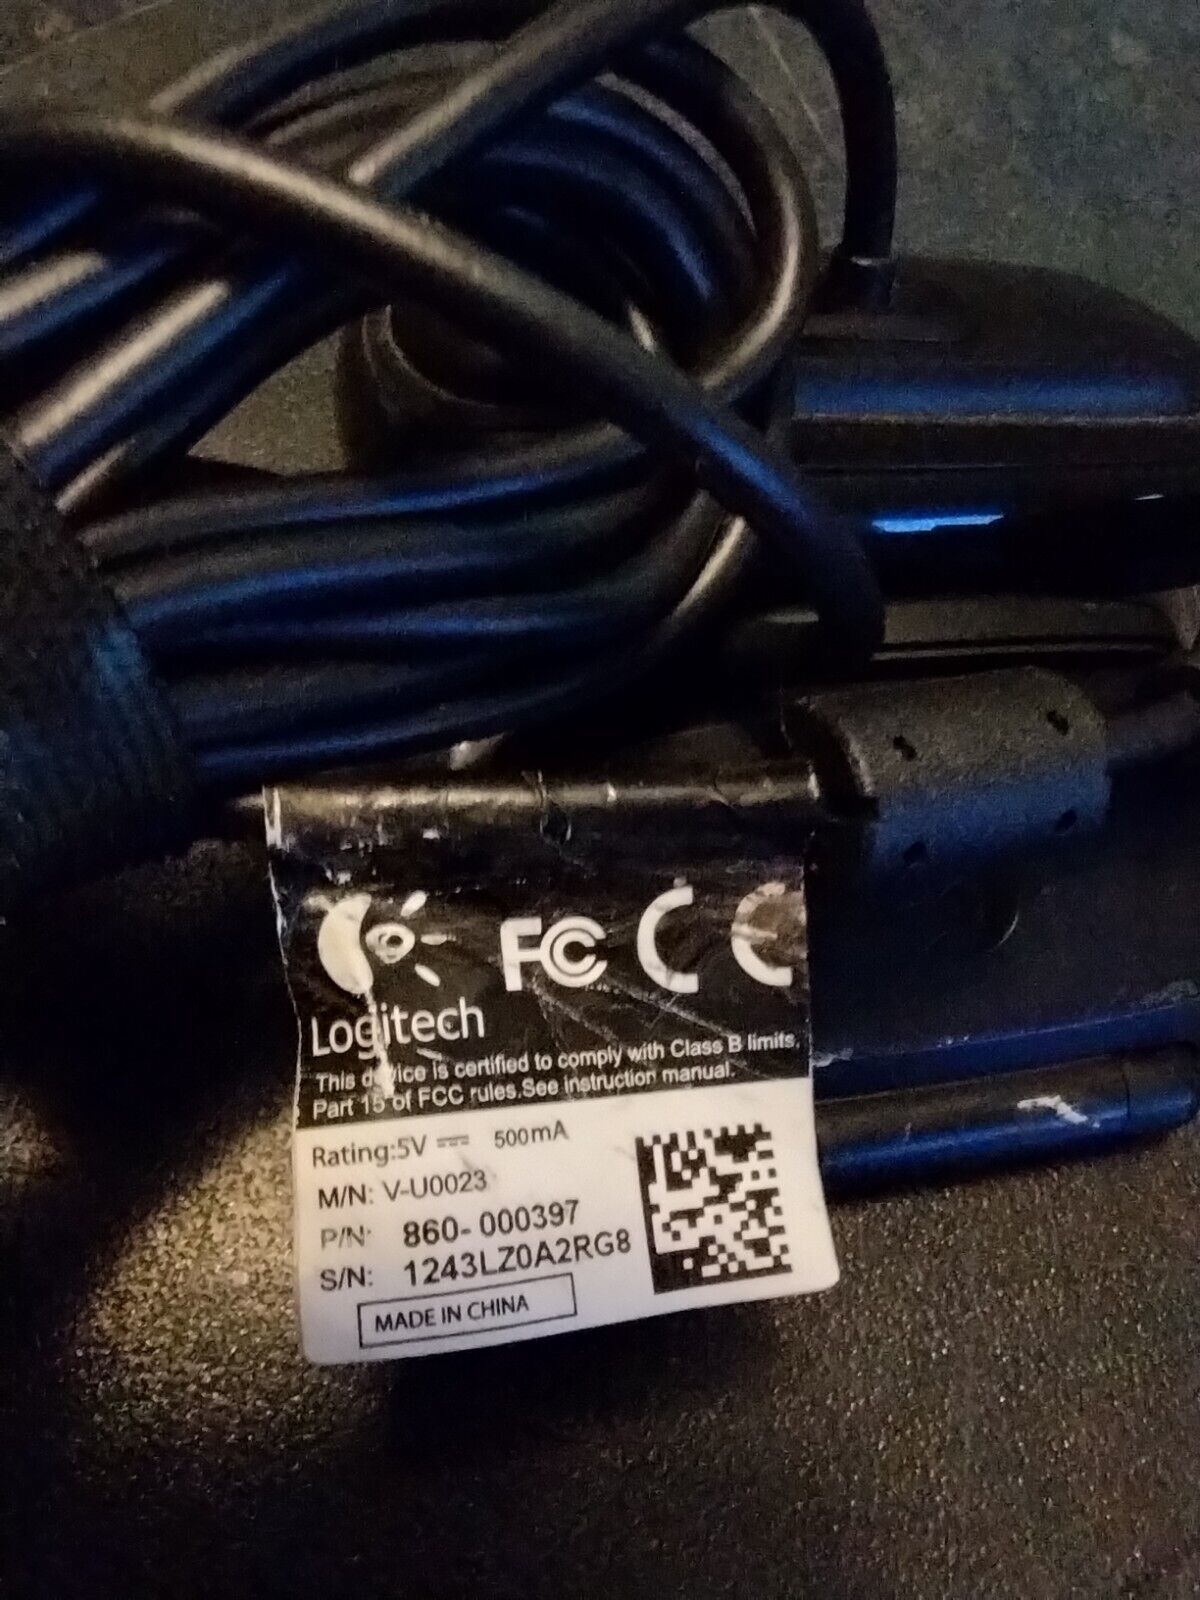 FC CE
Logitech
This device is certified to comply with Class B limits,
Part 15 of FCC rules.See instruction manual.
Rating:5V ⎓ 500mA
M/N: V-U0023
P/N: 860-000397
S/N: 1243LZ0A2RG8
MADE IN CHINA